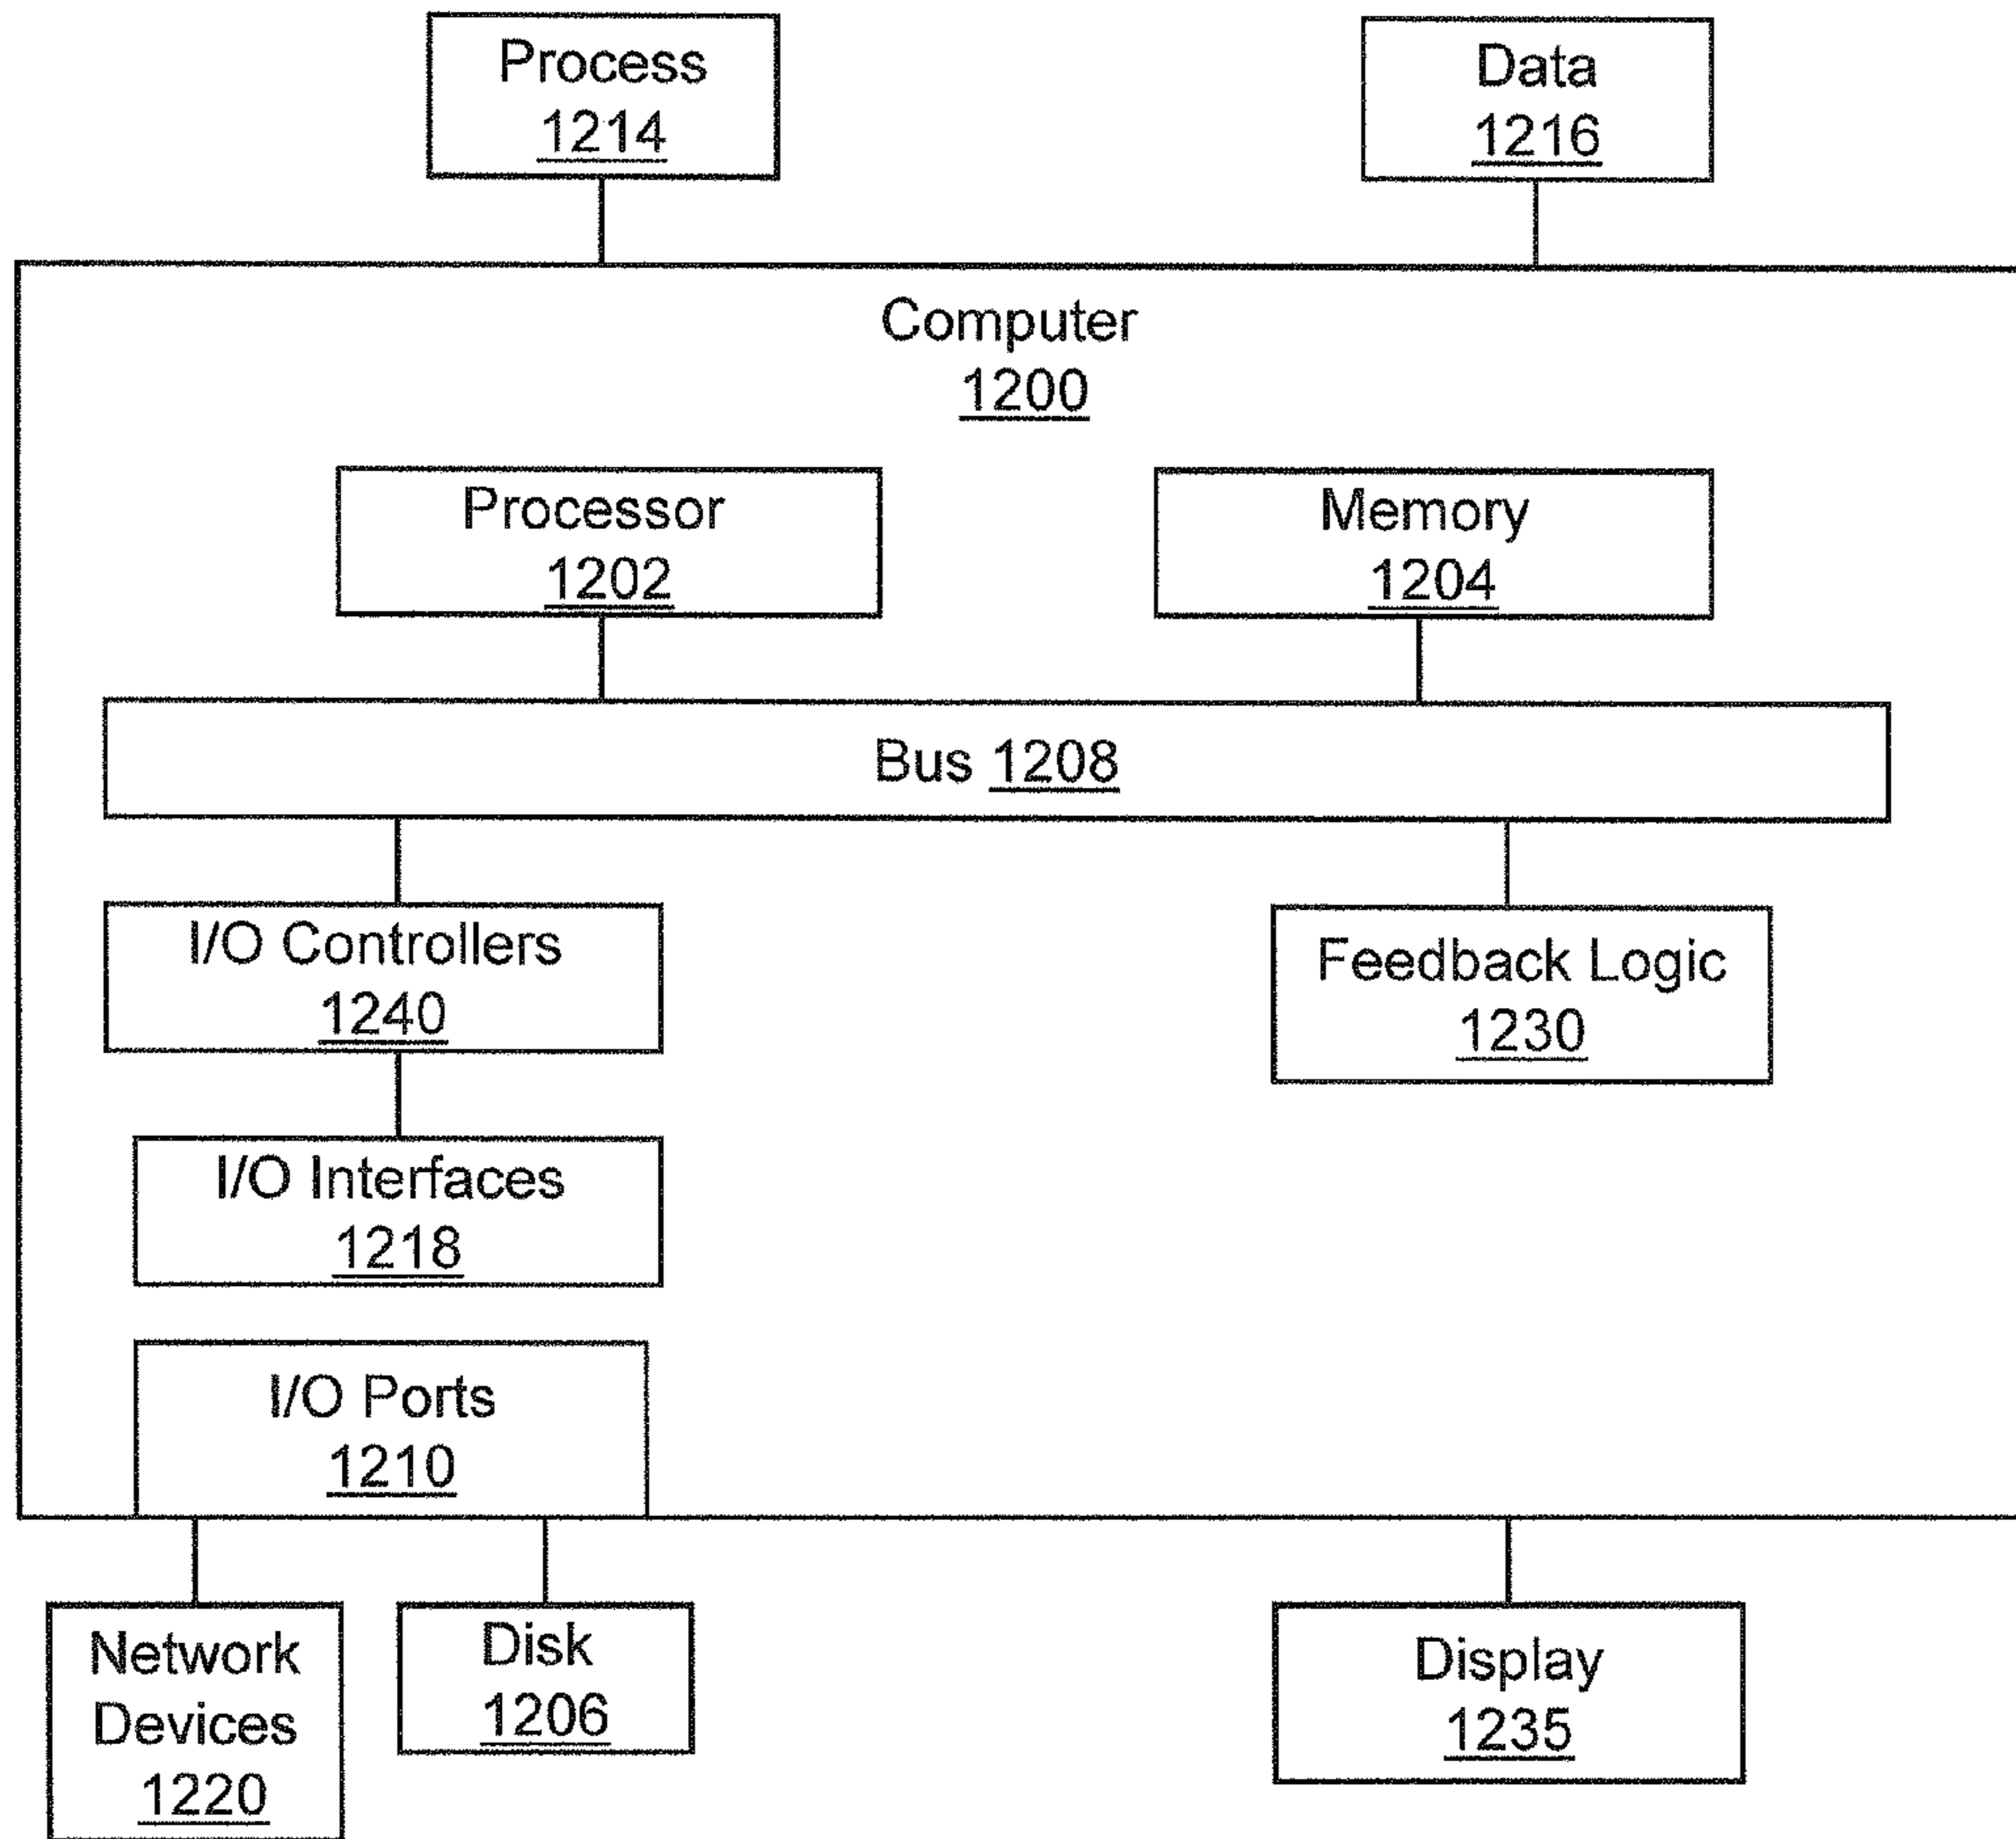 Process
1214
Data
1216
Computer
1200
Processor
1202
Memory
1204
Bus 1208
I/O Controllers
1240
Feedback Logic
1230
I/O Interfaces
1218
I/O Ports
1210
Network
Devices
1220
Disk
1206
Display
1235